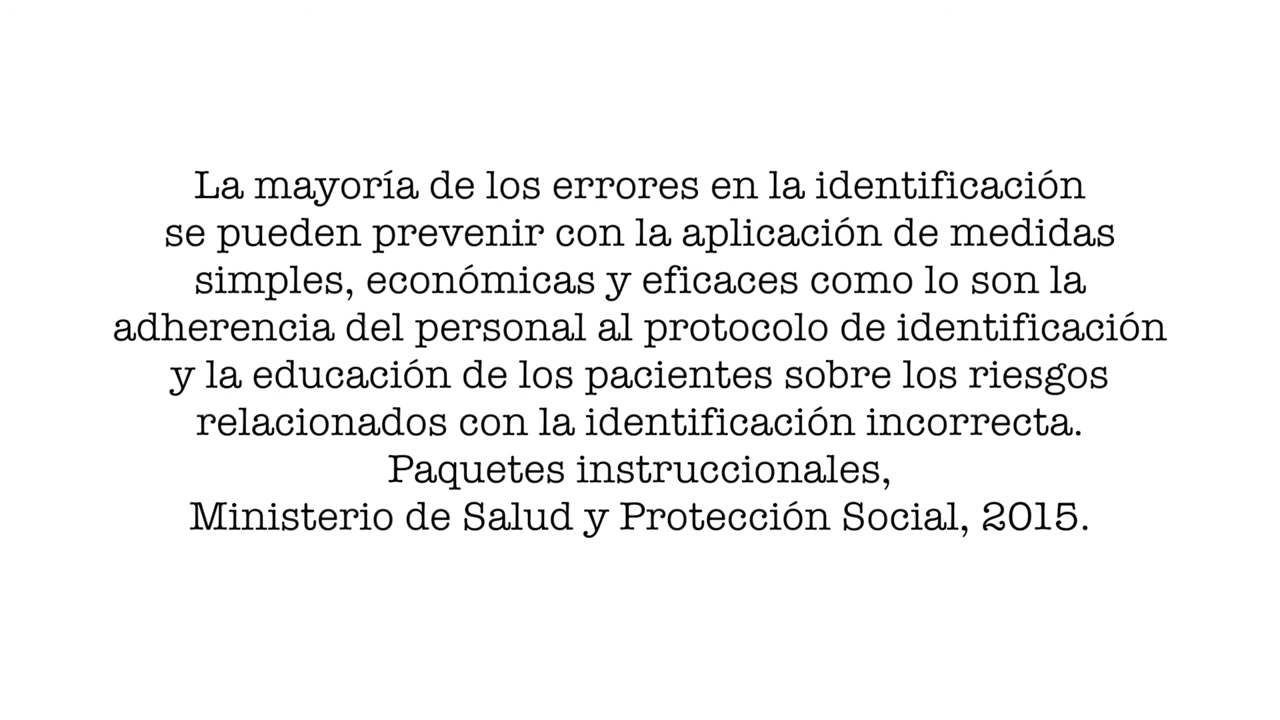 La mayoría de los errores en la identificación
se pueden prevenir con la aplicación de medidas
simples, económicas y eficaces como lo son la
adherencia del personal al protocolo de identificación
y la educación de los pacientes sobre los riesgos
relacionados con la identificación incorrecta.
Paquetes instruccionales,
Ministerio de Salud y Protección Social, 2015.